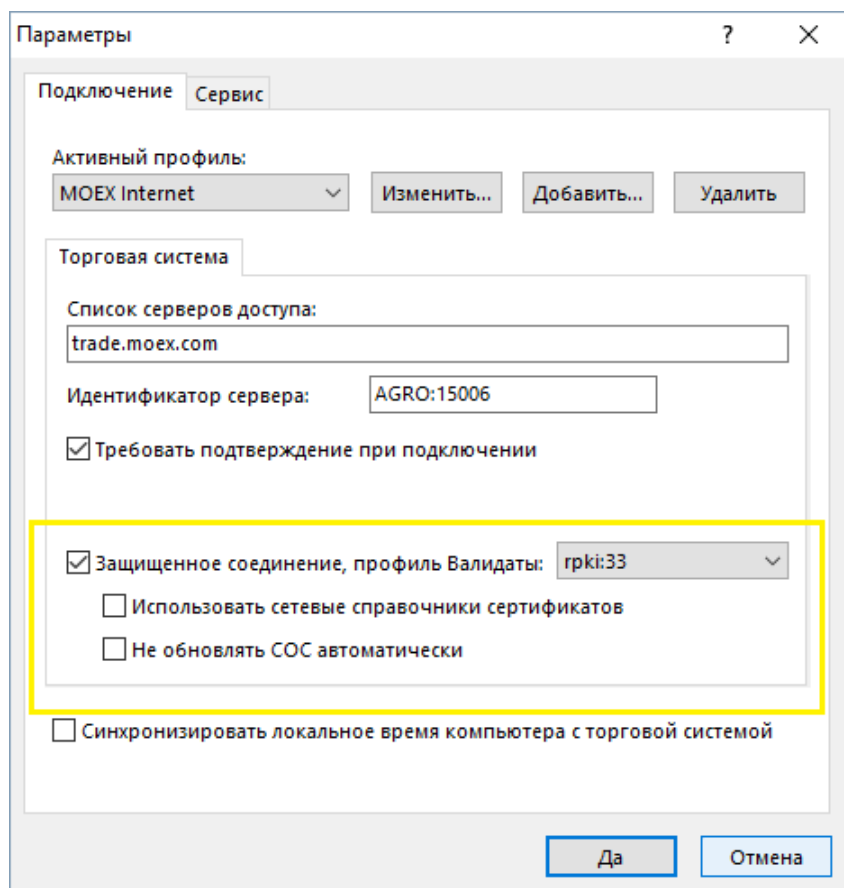 Параметры ?
Подключение Сервис
Активный профиль:
MOEX Internet Изменить... Добавить... Удалить
Торговая система
Список серверов доступа:
trade.moex.com
Идентификатор сервера: AGRO:15006
Требовать подтверждение при подключении
Защищенное соединение, профиль Валидаты: rpki:33
Использовать сетевые справочники сертификатов
Не обновлять СОС автоматически
Синхронизировать локальное время компьютера с торговой системой
Да Отмена